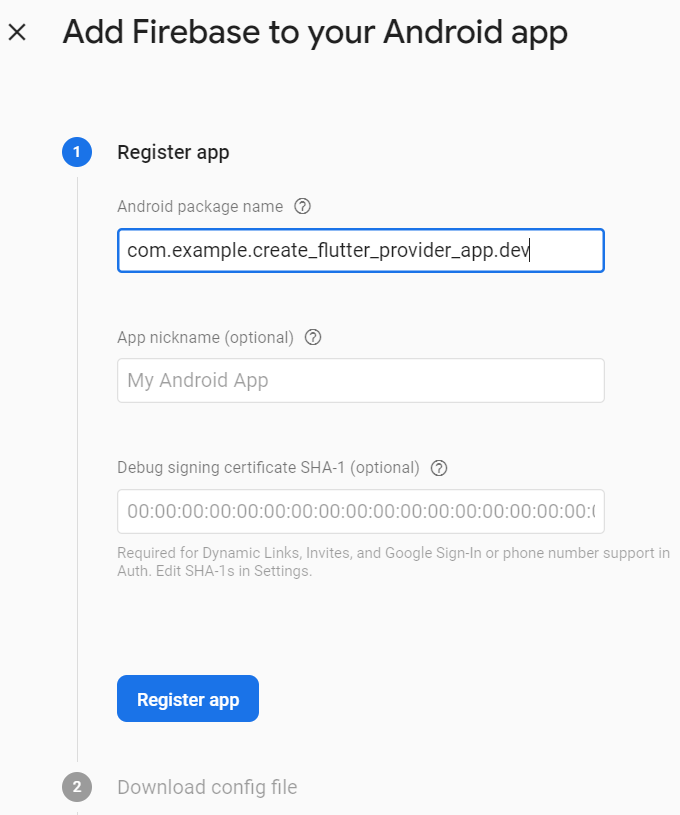 Add Firebase to your Android app
1
Register app
Android package name
com.example.create_flutter_provider_app.dev
App nickname (optional)
My Android App
Debug signing certificate SHA-1 (optional)
00:00:00:00:00:00:00:00:00:00:00:00:00:00:00:00:00:(
Required for Dynamic Links, Invites, and Google Sign-In or phone number support in
Auth. Edit SHA-1s in Settings.
Register app
2
Download config file